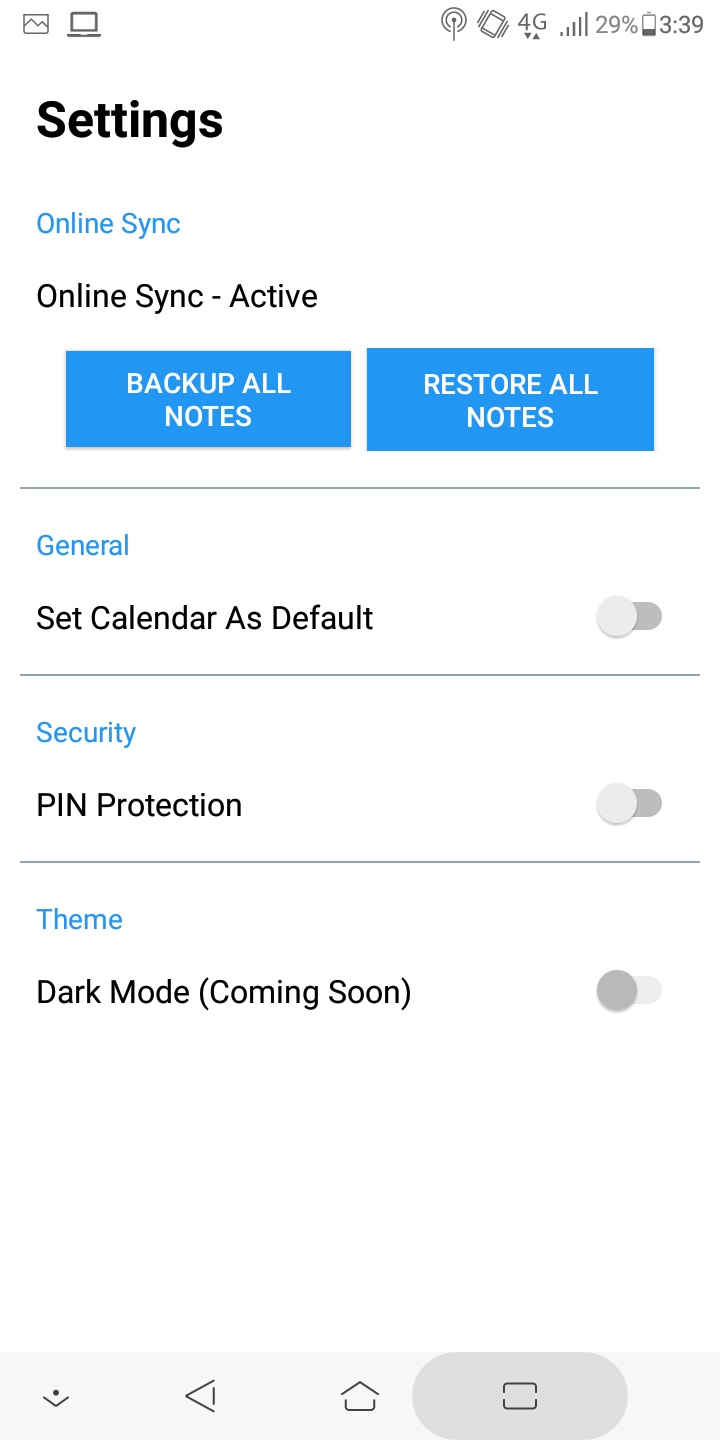 4G 29% 3:39
Settings
Online Sync
Online Sync - Active
BACKUP ALL
NOTES
RESTORE ALL
NOTES
General
Set Calendar As Default
Security
PIN Protection
Theme
Dark Mode (Coming Soon)